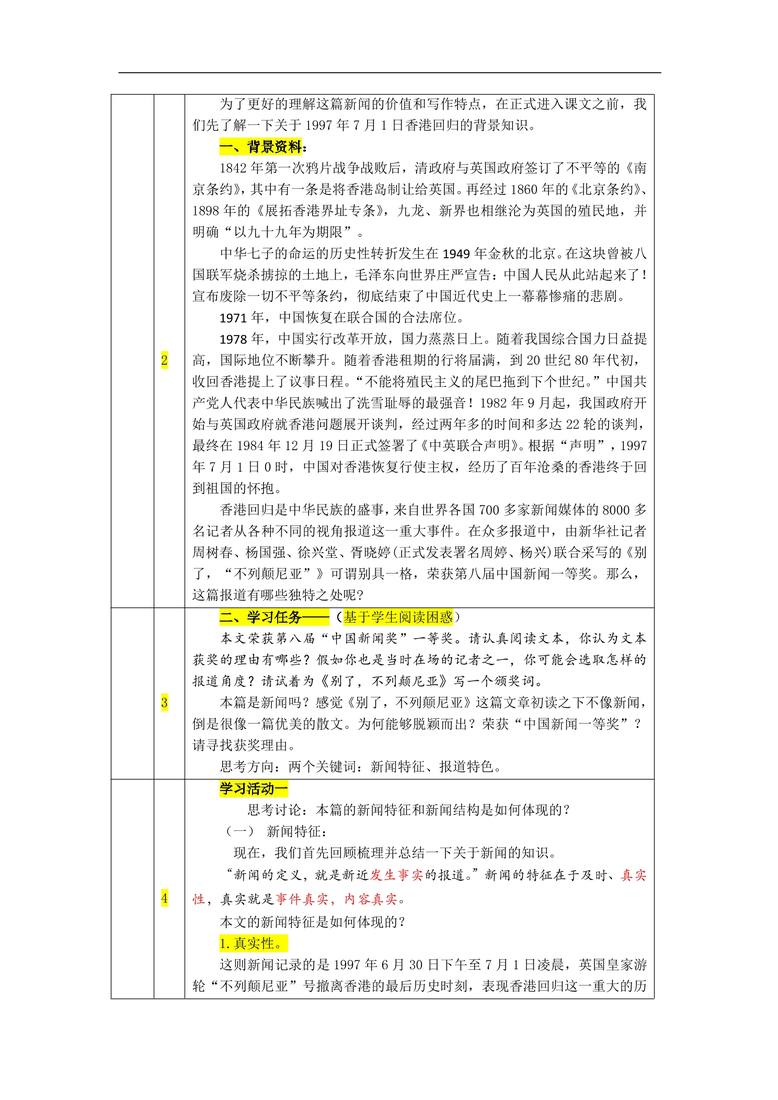 为了更好的理解这篇新闻的价值和写作特点，在正式进入课文之前，我
们先了解一下关于 1997 年 7 月 1 日香港回归的背景知识。
一、背景资料：
1842 年第一次鸦片战争战败后，清政府与英国政府签订了不平等的《南
京条约》，其中有一条是将香港岛制让给英国。再经过 1860 年的《北京条约》、
1898 年的《展拓香港界址专条》，九龙、新界也相继沦为英国的殖民地，并
明确“以九十九年为期限”。
中华七子的命运的历史性转折发生在 1949 年金秋的北京。在这块曾被八
国联军烧杀掳掠的土地上，毛泽东向世界庄严宣告：中国人民从此站起来了！
宣布废除一切不平等条约，彻底结束了中国近代史上一幕幕惨痛的悲剧。
1971 年，中国恢复在联合国的合法席位。
1978 年，中国实行改革开放，国力蒸蒸日上。随着我国综合国力日益提
2
高，国际地位不断攀升。随着香港租期的行将届满，到 20 世纪 80 年代初，
收回香港提上了议事日程。“不能将殖民主义的尾巴拖到下个世纪。”中国共
产党人代表中华民族喊出了洗雪耻辱的最强音！1982 年 9 月起，我国政府开
始与英国政府就香港问题展开谈判，经过两年多的时间和多达 22 轮的谈判，
最终在 1984 年 12 月 19 日正式签署了《中英联合声明》。根据“声明”，1997
年 7 月 1 日 0 时，中国对香港恢复行使主权，经历了百年沧桑的香港终于回
到祖国的怀抱。
香港回归是中华民族的盛事，来自世界各国 700 多家新闻媒体的 8000 多
名记者从各种不同的视角报道这一重大事件。在众多报道中，由新华社记者
周树春、杨国强、徐兴堂、胥晓婷(正式发表署名周婷、杨兴)联合采写的《别
了，“不列颠尼亚”》可谓别具一格，荣获第八届中国新闻一等奖。那么，
这篇报道有哪些独特之处呢?
二、学习任务——（基于学生阅读困惑）
本文荣获第八届“中国新闻奖”一等奖。请认真阅读文本，你认为文本
获奖的理由有哪些？假如你也是当时在场的记者之一，你可能会选取怎样的
报道角度？请试着为《别了，不列颠尼亚》写一个颁奖词。
3
本篇是新闻吗？感觉《别了，不列颠尼亚》这篇文章初读之下不像新闻，
倒是很像一篇优美的散文。为何能够脱颖而出？荣获“中国新闻一等奖”？
请寻找获奖理由。
思考方向：两个关键词：新闻特征、报道特色。
学习活动一
思考讨论：本篇的新闻特征和新闻结构是如何体现的？
（一） 新闻特征：
现在，我们首先回顾梳理并总结一下关于新闻的知识。
“新闻的定义，就是新近发生事实的报道。”新闻的特征在于及时、真实
4
性，真实就是事件真实，内容真实。
本文的新闻特征是如何体现的？
1.真实性。
这则新闻记录的是 1997 年 6 月 30 日下午至 7 月 1 日凌晨，英国皇家游
轮“不列颠尼亚”号撤离香港的最后历史时刻，表现香港回归这一重大的历